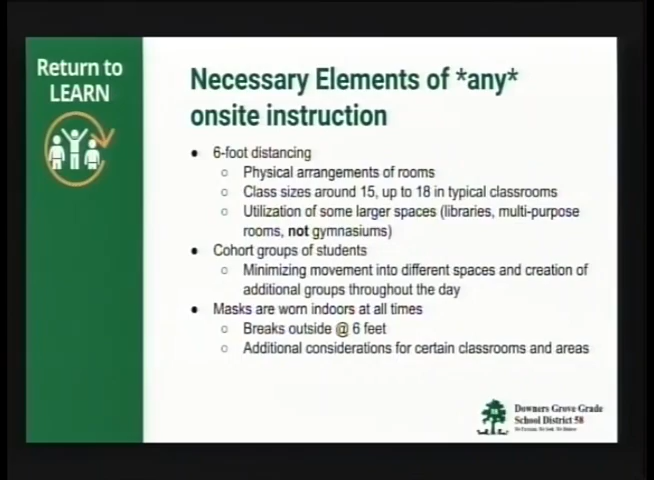 Return to
LEARN
Necessary Elements of *any*
onsite instruction
● 6-foot distancing
○ Physical arrangements of rooms
○ Class sizes around 15, up to 18 in typical classrooms
○ Utilization of some larger spaces (libraries, multi-purpose
rooms, not gymnasiums)
● Cohort groups of students
○ Minimizing movement into different spaces and creation of
additional groups throughout the day
● Masks are worn indoors at all times
○ Breaks outside @ 6 feet
○ Additional considerations for certain classrooms and areas
Downers Grove Grade
School District 58